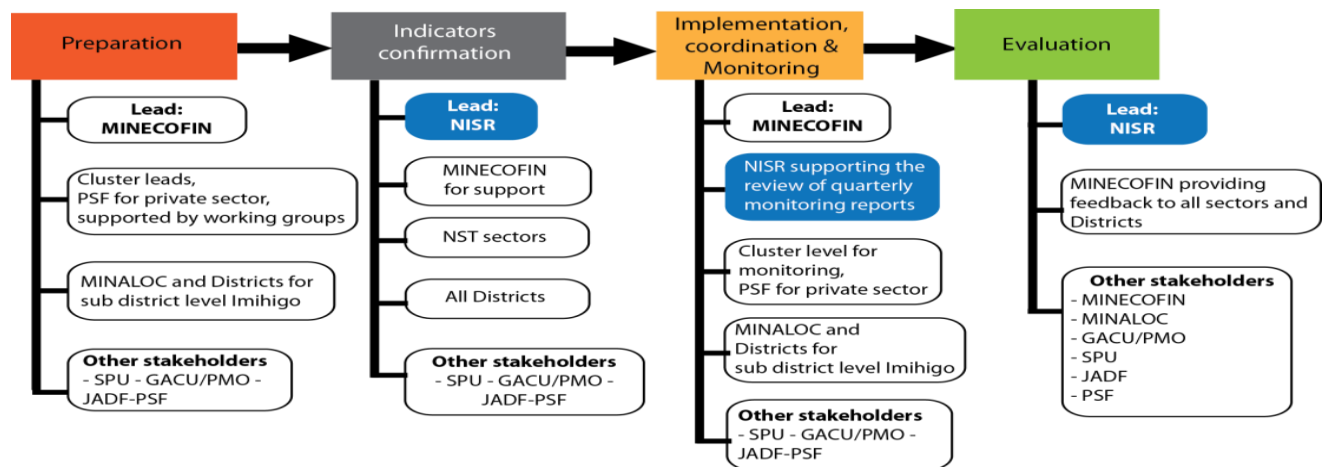 Preparation
Lead:
MINECOFIN
Cluster leads,
PSF for private sector,
supported by working groups
MINALOC and Districts for
sub district level Imihigo
Other stakeholders
- SPU - GACU/PMO -
JADF-PSF
Indicators
confirmation
Lead:
NISR
MINECOFIN
for support
NST sectors
All Districts
Other stakeholders
- SPU - GACU/PMO -
JADF-PSF
Implementation,
coordination &
Monitoring
Lead:
MINECOFIN
NISR supporting the
review of quarterly
monitoring reports
Cluster level for
monitoring,
PSF for private sector
MINALOC and
Districts for
sub district level Imihigo
Other stakeholders
- SPU - GACU/PMO -
JADF-PSF
Evaluation
Lead:
NISR
MINECOFIN providing
feedback to all sectors and
Districts
Other stakeholders
- MINECOFIN
- MINALOC
- GACU/PMO
- SPU
- JADF
- PSF